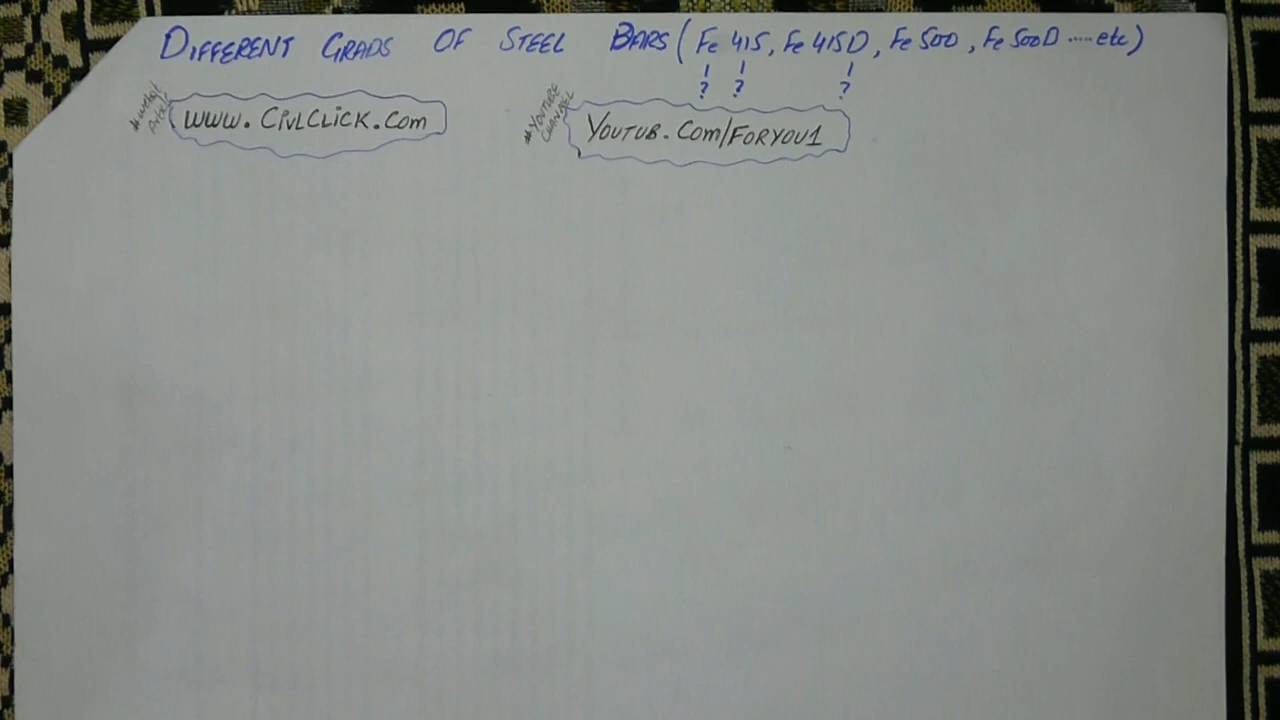 DIFFERENT GRADS OF STEEL BARS (Fe 415, Fe 415D, Fe 500, Fe 500D ..... etc)
? ? ?
www.CivlClick.Com
# YOUTUBE CHANNEL
YOUTUB.Com/FORYOU1